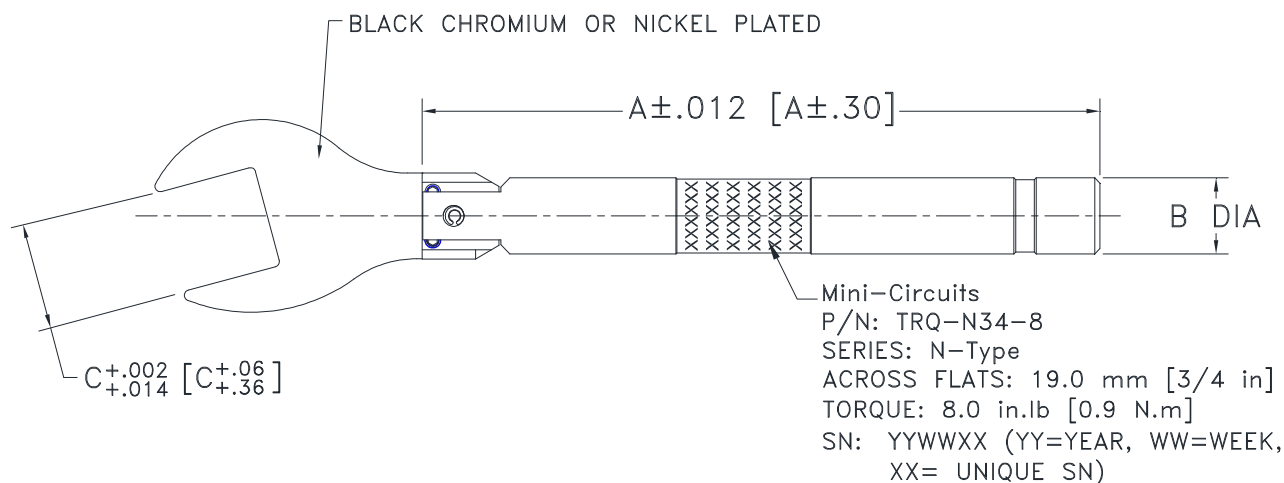 BLACK CHROMIUM OR NICKEL PLATED
A±.012 [A±.30]
B DIA
C+.002 +.014 [C+.06 +.36]
Mini-Circuits
P/N: TRQ-N34-8
SERIES: N-Type
ACROSS FLATS: 19.0 mm [3/4 in]
TORQUE: 8.0 in.lb [0.9 N.m]
SN: YYWWXX (YY=YEAR, WW=WEEK,
XX= UNIQUE SN)